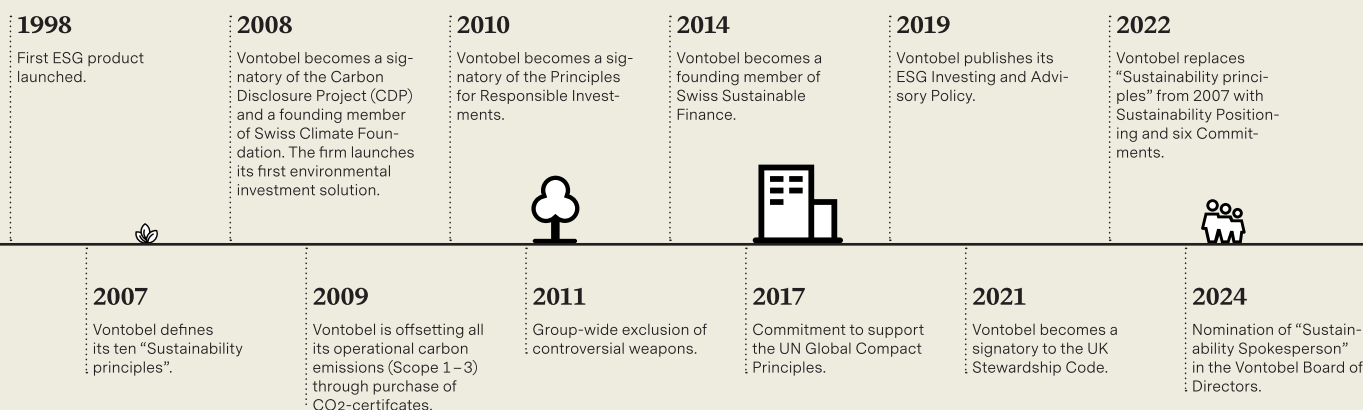 1998
First ESG product
launched.
2008
Vontobel becomes a sig-
natory of the Carbon
Disclosure Project (CDP)
and a founding member
of Swiss Climate Foun-
dation. The firm launches
its first environmental
investment solution.
2010
Vontobel becomes a sig-
natory of the Principles
for Responsible Invest-
ments.
2014
Vontobel becomes a
founding member of
Swiss Sustainable
Finance.
2019
Vontobel publishes its
ESG Investing and Advi-
sory Policy.
2022
Vontobel replaces
“Sustainability princi-
ples” from 2007 with
Sustainability Position-
ing and six Commit-
ments.
2007
Vontobel defines
its ten “Sustainability
principles”.
2009
Vontobel is offsetting all
its operational carbon
emissions (Scope 1–3)
through purchase of
CO2-certifcates.
2011
Group-wide exclusion of
controversial weapons.
2017
Commitment to support
the UN Global Compact
Principles.
2021
Vontobel becomes a
signatory to the UK
Stewardship Code.
2024
Nomination of “Sustain-
ability Spokesperson”
in the Vontobel Board of
Directors.